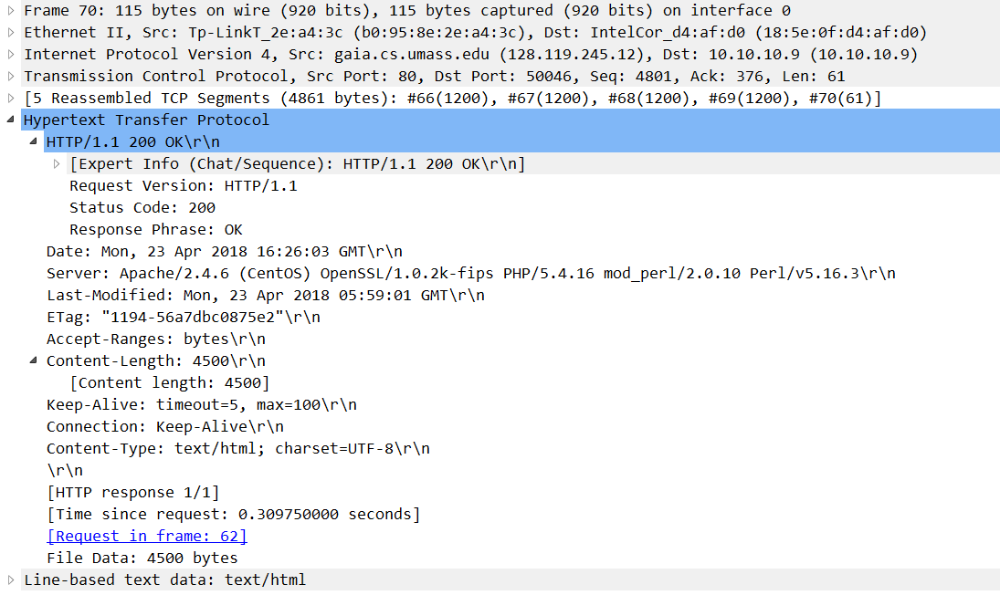 Frame 70: 115 bytes on wire (920 bits), 115 bytes captured (920 bits) on interface 0
Ethernet II, Src: Tp-LinkT_2e:a4:3c (b0:95:8e:2e:a4:3c), Dst: IntelCor_d4:af:d0 (18:5e:0f:d4:af:d0)
Internet Protocol Version 4, Src: gaia.cs.umass.edu (128.119.245.12), Dst: 10.10.10.9 (10.10.10.9)
Transmission Control Protocol, Src Port: 80, Dst Port: 50046, Seq: 4801, Ack: 376, Len: 61
[5 Reassembled TCP Segments (4861 bytes): #66(1200), #67(1200), #68(1200), #69(1200), #70(61)]
Hypertext Transfer Protocol
HTTP/1.1 200 OK\r\n
[Expert Info (Chat/Sequence): HTTP/1.1 200 OK\r\n]
Request Version: HTTP/1.1
Status Code: 200
Response Phrase: OK
Date: Mon, 23 Apr 2018 16:26:03 GMT\r\n
Server: Apache/2.4.6 (CentOS) OpenSSL/1.0.2k-fips PHP/5.4.16 mod_perl/2.0.10 Perl/v5.16.3\r\n
Last-Modified: Mon, 23 Apr 2018 05:59:01 GMT\r\n
ETag: "1194-56a7dbc0875e2"\r\n
Accept-Ranges: bytes\r\n
Content-Length: 4500\r\n
[Content length: 4500]
Keep-Alive: timeout=5, max=100\r\n
Connection: Keep-Alive\r\n
Content-Type: text/html; charset=UTF-8\r\n
\r\n
[HTTP response 1/1]
[Time since request: 0.309750000 seconds]
[Request in frame: 62]
File Data: 4500 bytes
Line-based text data: text/html